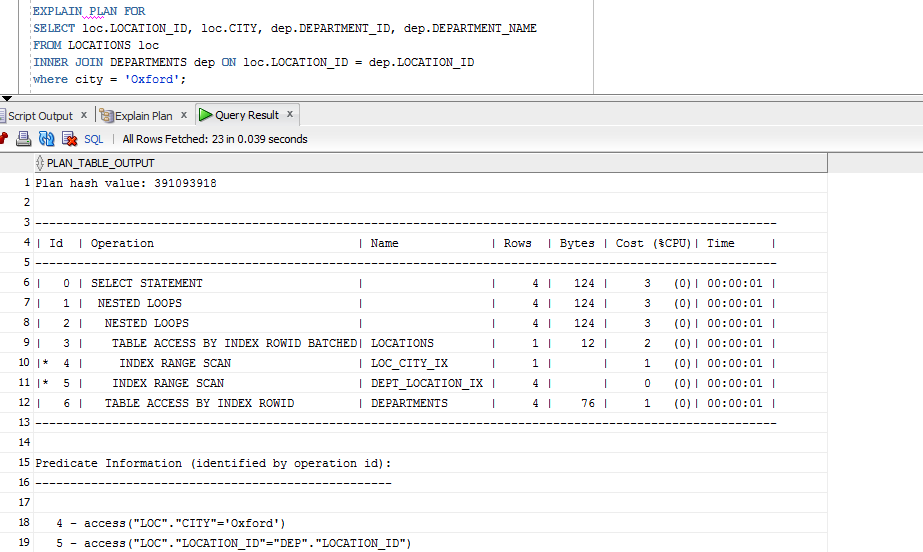 EXPLAIN PLAN FOR
SELECT loc.LOCATION_ID, loc.CITY, dep.DEPARTMENT_ID, dep.DEPARTMENT_NAME
FROM LOCATIONS loc
INNER JOIN DEPARTMENTS dep ON loc.LOCATION_ID = dep.LOCATION_ID
where city = 'Oxford';
Script Output x Explain Plan x Query Result x
SQL | All Rows Fetched: 23 in 0.039 seconds
PLAN_TABLE_OUTPUT
1 Plan hash value: 391093918
2
3 ---------------------------------------------------------------------------------------------------------
4 | Id | Operation | Name | Rows | Bytes | Cost (%CPU)| Time |
5 ---------------------------------------------------------------------------------------------------------
6 | 0 | SELECT STATEMENT | | 4 | 124 | 3 (0)| 00:00:01 |
7 | 1 | NESTED LOOPS | | 4 | 124 | 3 (0)| 00:00:01 |
8 | 2 | NESTED LOOPS | | 4 | 124 | 3 (0)| 00:00:01 |
9 | 3 | TABLE ACCESS BY INDEX ROWID BATCHED| LOCATIONS | 1 | 12 | 2 (0)| 00:00:01 |
10 |* 4 | INDEX RANGE SCAN | LOC_CITY_IX | 1 | | 1 (0)| 00:00:01 |
11 |* 5 | INDEX RANGE SCAN | DEPT_LOCATION_IX | 4 | | 0 (0)| 00:00:01 |
12 | 6 | TABLE ACCESS BY INDEX ROWID | DEPARTMENTS | 4 | 76 | 1 (0)| 00:00:01 |
13 ---------------------------------------------------------------------------------------------------------
14
15 Predicate Information (identified by operation id):
16 ---------------------------------------------------
17
18 4 - access("LOC"."CITY"='Oxford')
19 5 - access("LOC"."LOCATION_ID"="DEP"."LOCATION_ID")